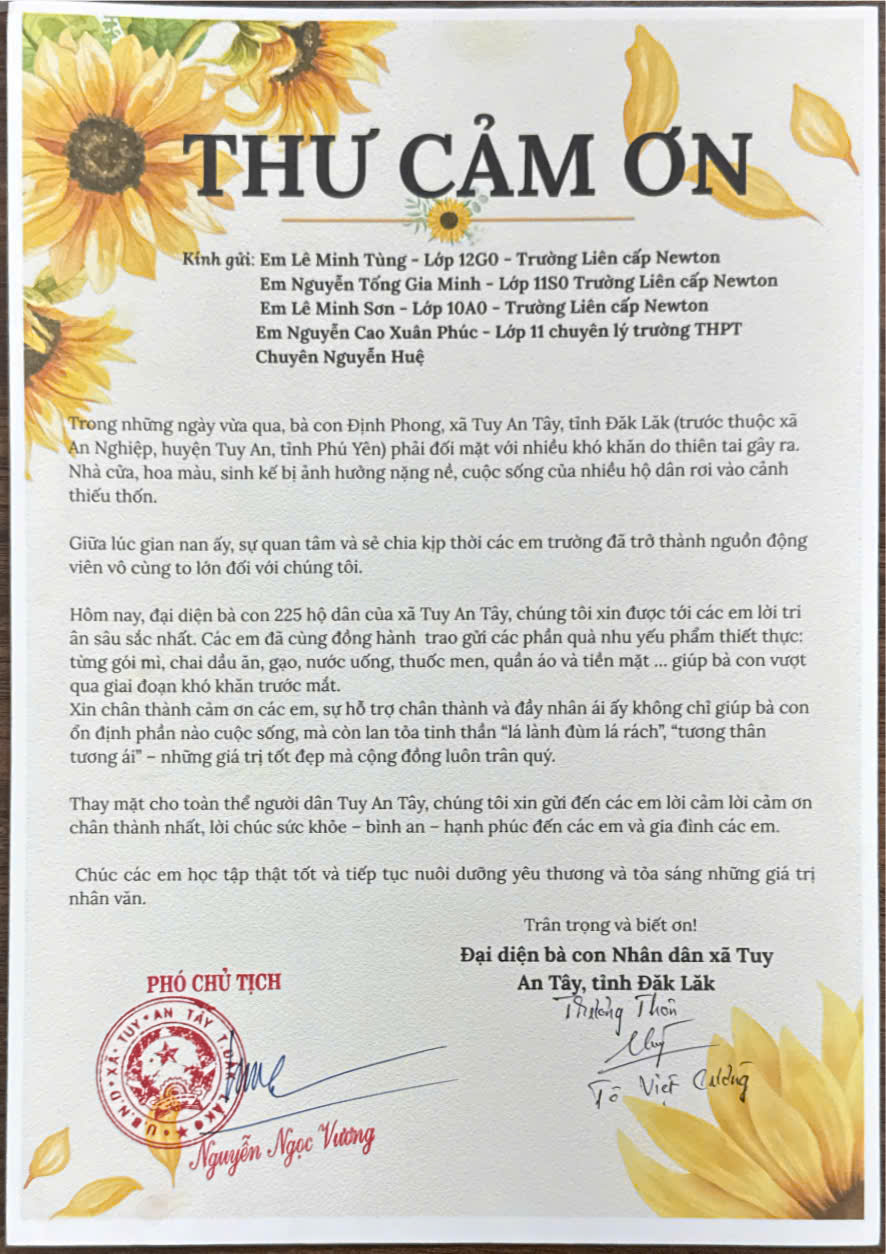 THƯ CẢM ƠN
Kính gửi: Em Lê Minh Tùng - Lớp 12G0 - Trường Liên cấp Newton
Em Nguyễn Tống Gia Minh - Lớp 11S0 Trường Liên cấp Newton
Em Lê Minh Sơn - Lớp 10A0 - Trường Liên cấp Newton
Em Nguyễn Cao Xuân Phúc - Lớp 11 chuyên lý trường THPT
Chuyên Nguyễn Huệ
Trong những ngày vừa qua, bà con Định Phong, xã Tuy An Tây, tỉnh Đăk Lăk (trước thuộc xã
An Nghiệp, huyện Tuy An, tỉnh Phú Yên) phải đối mặt với nhiều khó khăn do thiên tai gây ra.
Nhà cửa, hoa màu, sinh kế bị ảnh hưởng nặng nề, cuộc sống của nhiều hộ dân rơi vào cảnh
thiếu thốn.
Giữa lúc gian nan ấy, sự quan tâm và sẻ chia kịp thời các em trường đã trở thành nguồn động
viên vô cùng to lớn đối với chúng tôi.
Hôm nay, đại diện bà con 225 hộ dân của xã Tuy An Tây, chúng tôi xin được tới các em lời tri
ân sâu sắc nhất. Các em đã cùng đồng hành  trao gửi các phần quà nhu yếu phẩm thiết thực:
từng gói mì, chai dầu ăn, gạo, nước uống, thuốc men, quần áo và tiền mặt ... giúp bà con vượt
qua giai đoạn khó khăn trước mắt.
Xin chân thành cảm ơn các em, sự hỗ trợ chân thành và đầy nhân ái ấy không chỉ giúp bà con
ổn định phần nào cuộc sống, mà còn lan tỏa tinh thần “lá lành đùm lá rách”, “tương thân
tương ái” – những giá trị tốt đẹp mà cộng đồng luôn trân quý.
Thay mặt cho toàn thể người dân Tuy An Tây, chúng tôi xin gửi đến các em lời cảm lời cảm ơn
chân thành nhất, lời chúc sức khỏe – bình an – hạnh phúc đến các em và gia đình các em.
Chúc các em học tập thật tốt và tiếp tục nuôi dưỡng yêu thương và tỏa sáng những giá trị
nhân văn.
Trân trọng và biết ơn!
Đại diện bà con Nhân dân xã Tuy
An Tây, tỉnh Đăk Lăk
Trưởng Thôn
Tô Việt Cường
PHÓ CHỦ TỊCH
U.B.N.D XÃ TUY AN TÂY T. ĐẮK LẮK
Nguyễn Ngọc Vương